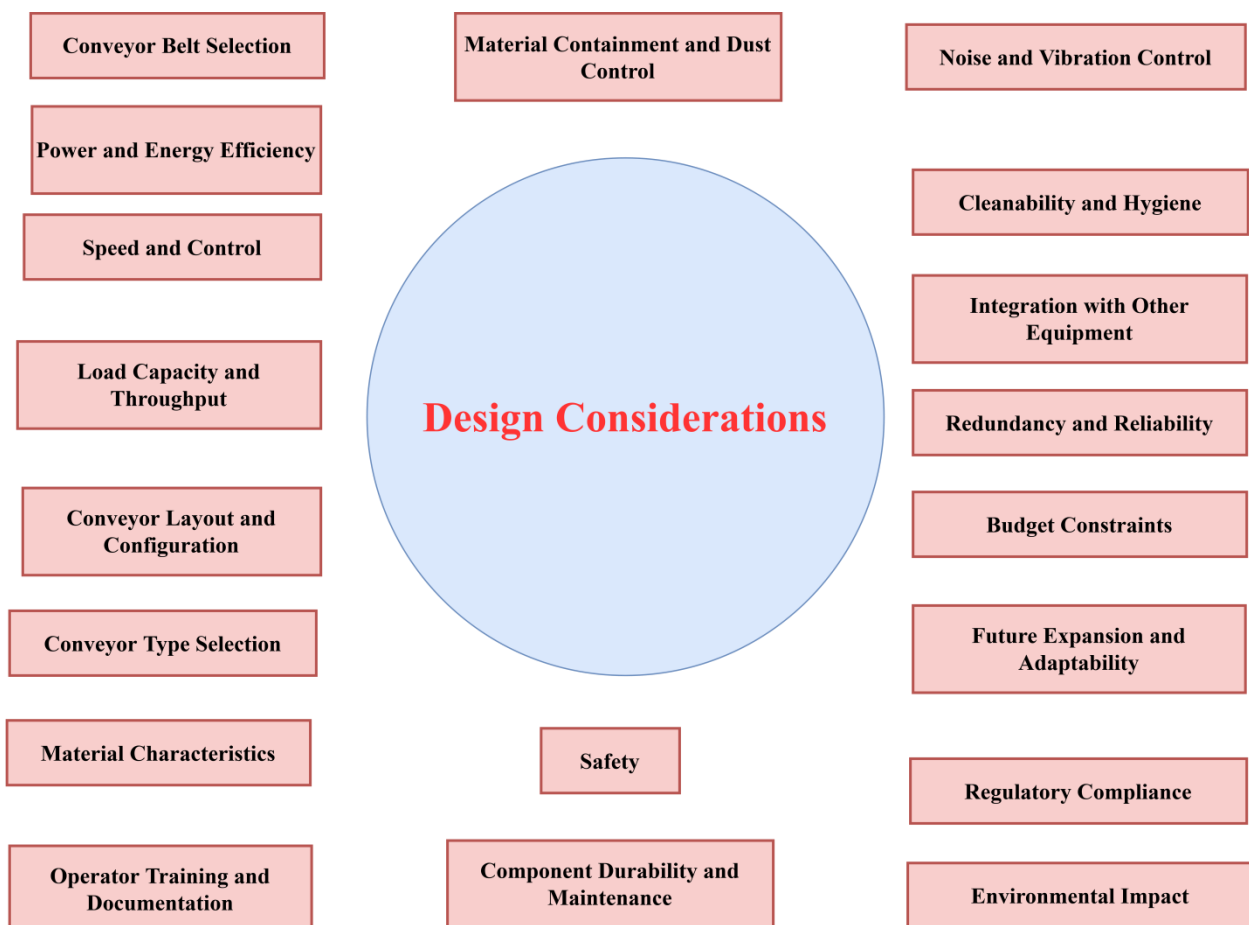 Conveyor Belt Selection
Material Containment and Dust
Control
Noise and Vibration Control
Power and Energy Efficiency
Cleanability and Hygiene
Speed and Control
Integration with Other
Equipment
Load Capacity and
Throughput
Design Considerations
Redundancy and Reliability
Conveyor Layout and
Configuration
Budget Constraints
Conveyor Type Selection
Future Expansion and
Adaptability
Material Characteristics
Safety
Regulatory Compliance
Operator Training and
Documentation
Component Durability and
Maintenance
Environmental Impact